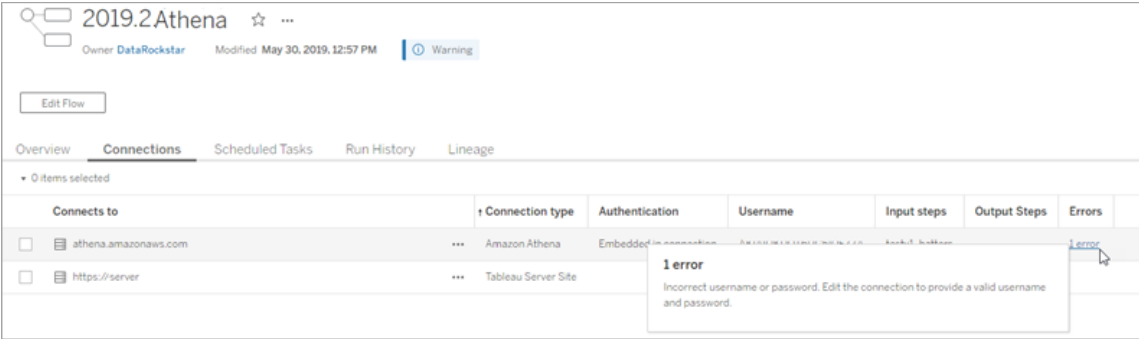 2019.2Athena
Owner DataRockstar Modified May 30, 2019, 12:57 PM Warning
Edit Flow
Overview Connections Scheduled Tasks Run History Lineage
0 items selected
Connects to ↑ Connection type Authentication Username Input steps Output Steps Errors
athena.amazonaws.com ••• Amazon Athena Embedded in connection 1 error
https://server ••• Tableau Server Site
1 error
Incorrect username or password. Edit the connection to provide a valid username
and password.